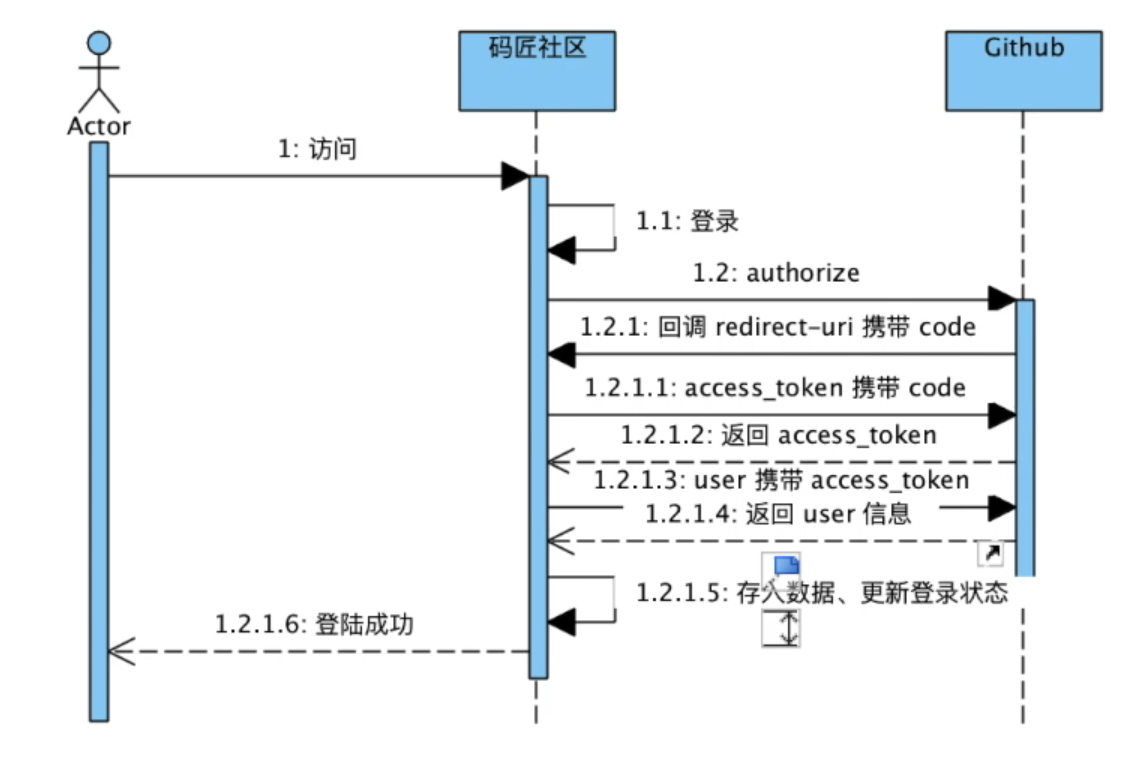 码匠社区
Github
Actor
1: 访问
1.1: 登录
1.2: authorize
1.2.1: 回调 redirect-uri 携带 code
1.2.1.1: access_token 携带 code
1.2.1.2: 返回 access_token
1.2.1.3: user 携带 access_token
1.2.1.4: 返回 user 信息
1.2.1.5: 存入数据、更新登录状态
1.2.1.6: 登陆成功